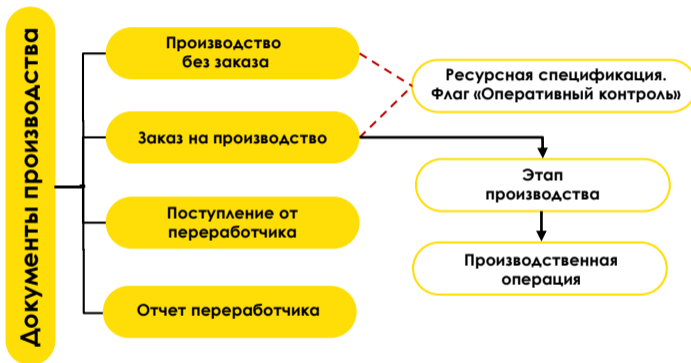 Документы производства
Производство
без заказа
Ресурсная спецификация.
Флаг «Оперативный контроль»
Заказ на производство
Этап
производства
Поступление от
переработчика
Производственная
операция
Отчет переработчика